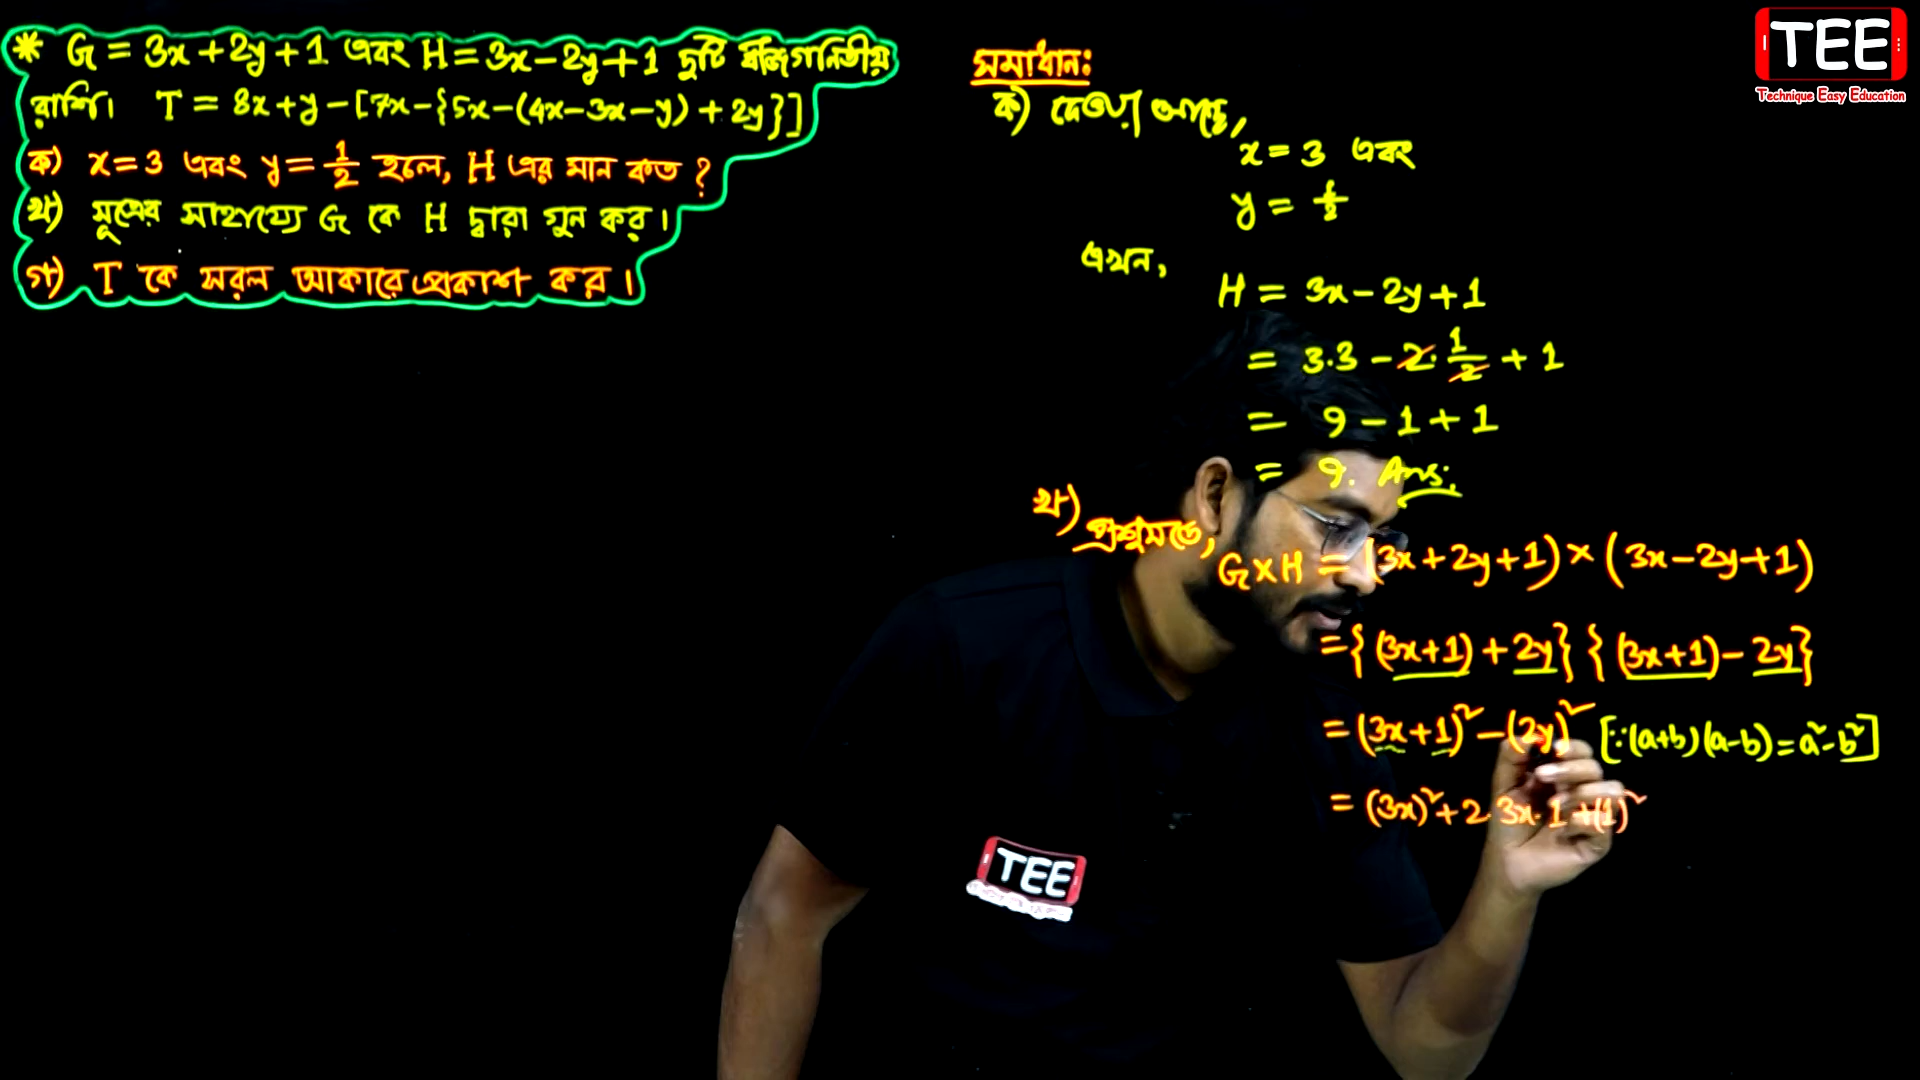 * G = 3x + 2y + 1 এবং H = 3x - 2y + 1 দুটি বীজগনিতীয়
রাশি। T = 8x + y - [7x - {5x - (4x - 3x - y) + 2y}]
ক) x = 3 এবং y = 1/2 হলে, H এর মান কত ?
খ) সূত্রের সাহায্যে G কে H দ্বারা গুন কর।
গ) T কে সরল আকারে প্রকাশ কর।
সমাধান:
ক) দেওয়া আছে,
x = 3 এবং
y = 1/2
এখন,
H = 3x - 2y + 1
= 3.3 - 2. 1/2 + 1
= 9 - 1 + 1
= 9. Ans:
খ) প্রশ্নমতে,
G × H = (3x + 2y + 1) × (3x - 2y + 1)
= {(3x+1) + 2y} {(3x+1) - 2y}
= (3x + 1)² - (2y)² [∵ (a+b) (a-b) = a² - b²]
= (3x)² + 2. 3x. 1 + (1)²
TEE
Technique Easy Education
TEE